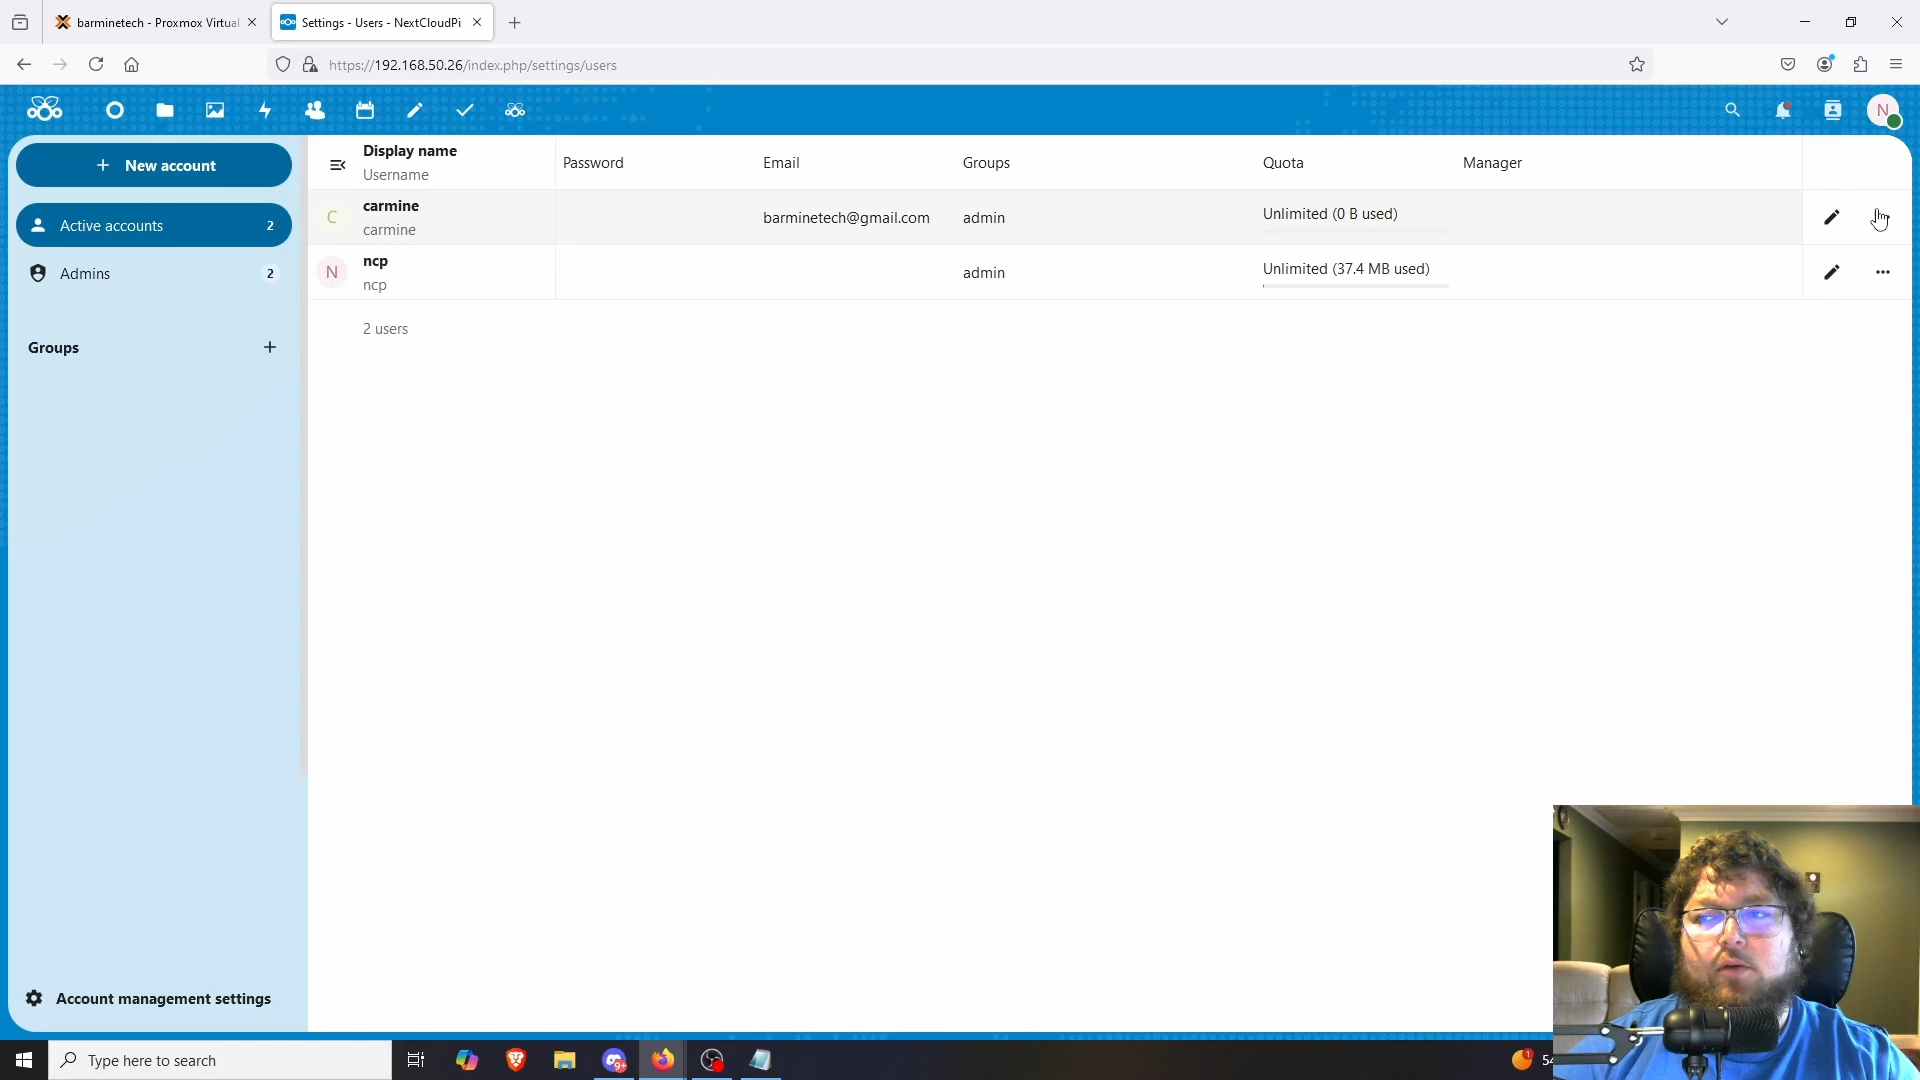 barminetech - Proxmox Virtual
Settings - Users - NextCloudPi
https://192.168.50.26/index.php/settings/users
N
New account
Active accounts 2
Admins 2
Groups
Account management settings
Display name
Username
Password
Email
Groups
Quota
Manager
C
carmine
carmine
barminetech@gmail.com
admin
Unlimited (0 B used)
N
ncp
ncp
admin
Unlimited (37.4 MB used)
2 users
Type here to search
9+
1
54